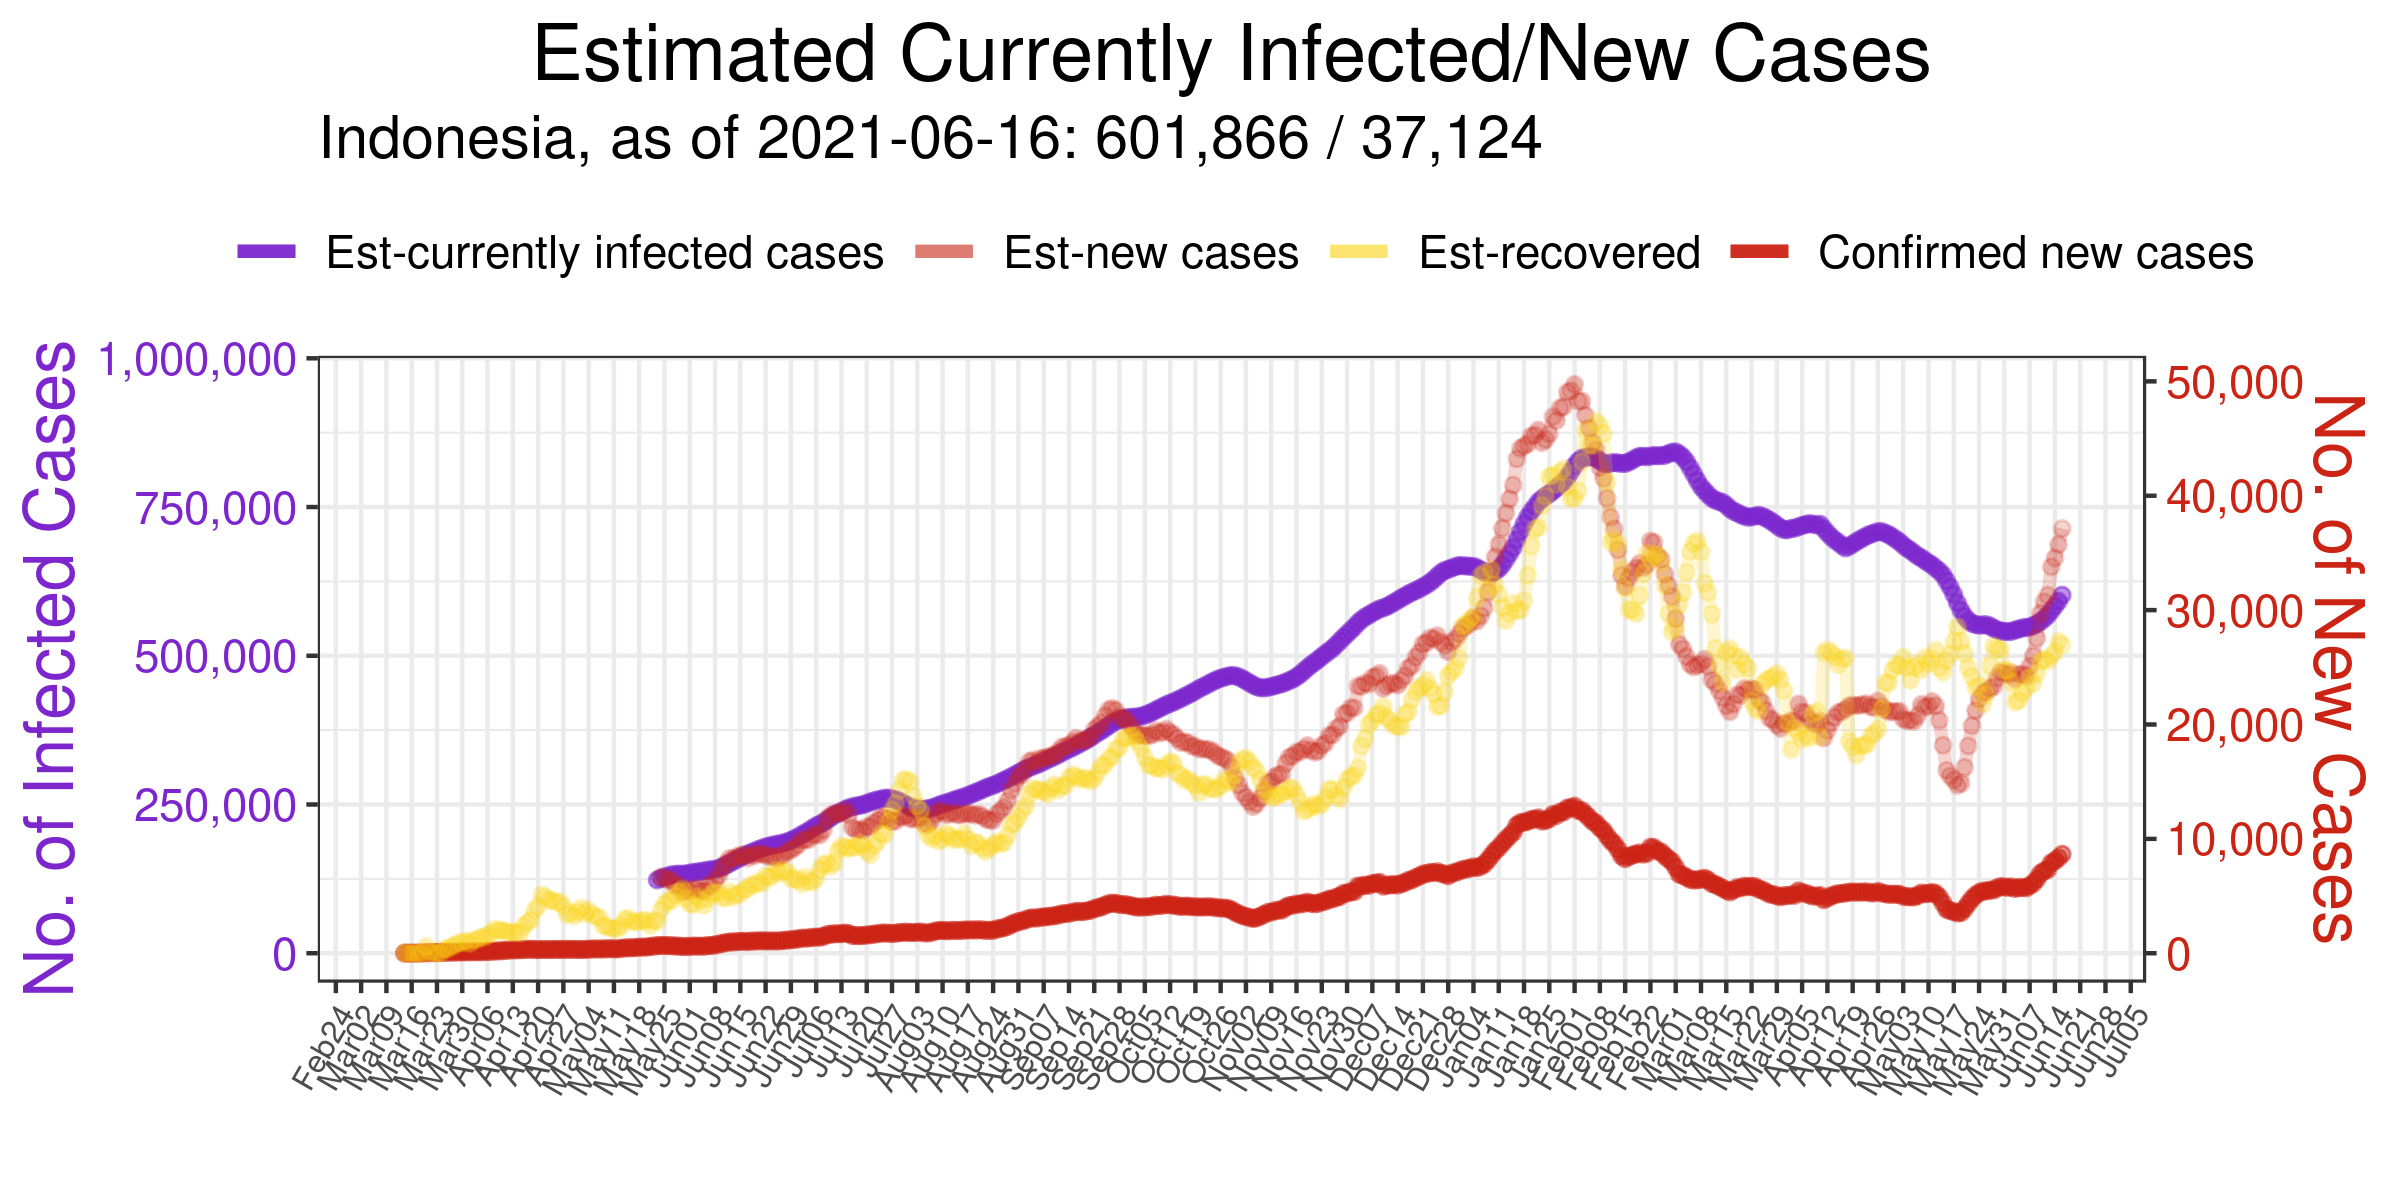 Estimated Currently Infected/New Cases
Indonesia, as of 2021-06-16: 601,866 / 37,124
Est-currently infected cases Est-new cases Est-recovered Confirmed new cases
No. of Infected Cases
1,000,000
750,000
500,000
250,000
0
50,000
40,000
30,000
20,000
10,000
0
No. of New Cases
Feb24
Mar02
Mar09
Mar16
Mar23
Mar30
Apr06
Apr13
Apr20
Apr27
May04
May11
May18
May25
Jun01
Jun08
Jun15
Jun22
Jun29
Jul06
Jul13
Jul20
Jul27
Aug03
Aug10
Aug17
Aug24
Aug31
Sep07
Sep14
Sep21
Sep28
Oct05
Oct12
Oct19
Oct26
Nov02
Nov09
Nov16
Nov23
Nov30
Dec07
Dec14
Dec21
Dec28
Jan04
Jan11
Jan18
Jan25
Feb01
Feb08
Feb15
Feb22
Mar01
Mar08
Mar15
Mar22
Mar29
Apr05
Apr12
Apr19
Apr26
May03
May10
May17
May24
May31
Jun07
Jun14
Jun21
Jun28
Jul05